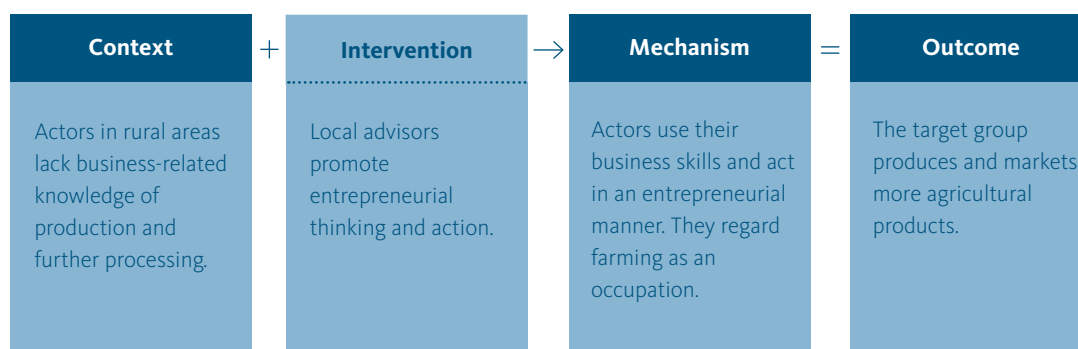 Context + Intervention → Mechanism = Outcome
Actors in rural areas
lack business-related
knowledge of
production and
further processing.
Local advisors
promote
entrepreneurial
thinking and action.
Actors use their
business skills and act
in an entrepreneurial
manner. They regard
farming as an
occupation.
The target group
produces and markets
more agricultural
products.